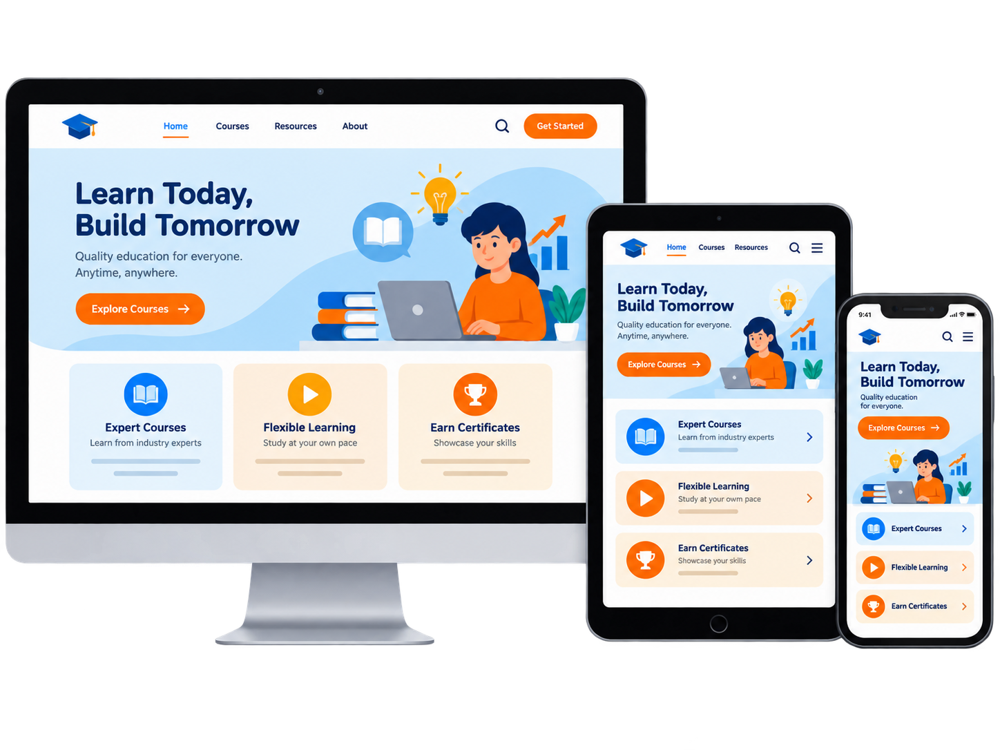 Home Courses Resources About Get Started
Learn Today,
Build Tomorrow
Quality education for everyone.
Anytime, anywhere.
Explore Courses →
Expert Courses
Learn from industry experts
Flexible Learning
Study at your own pace
Earn Certificates
Showcase your skills
Home Courses Resources
Learn Today,
Build Tomorrow
Quality education for everyone.
Anytime, anywhere.
Explore Courses →
Expert Courses
Learn from industry experts
Flexible Learning
Study at your owm pace
Earn Certificates
Showcase your skills
9:41
Learn Today,
Build Tomorrow
Quality education
for everyone.
Explore Courses →
Expert Courses
Flexible Learning
Earn Certificates